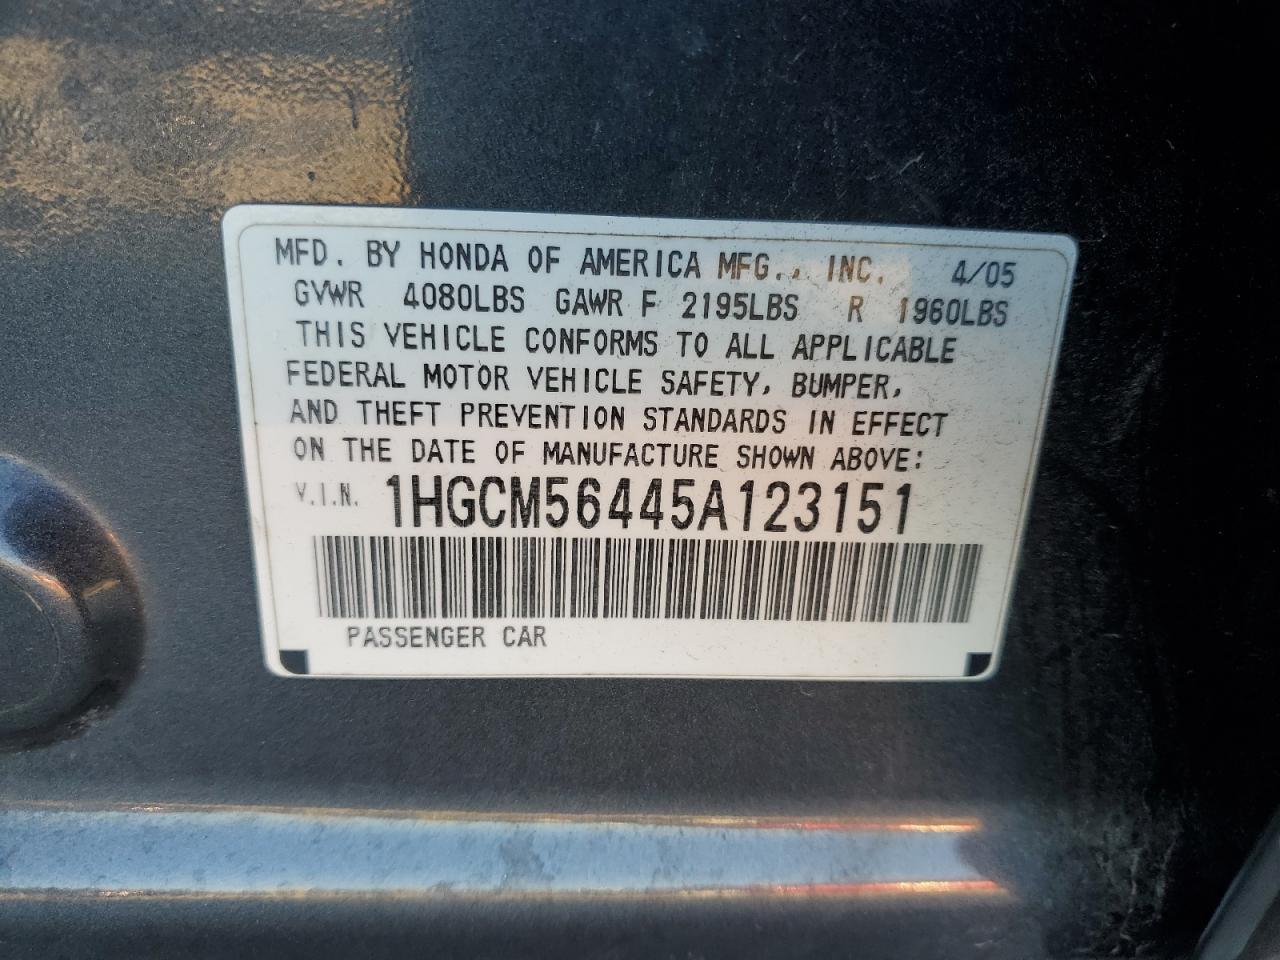 MFD. BY HONDA OF AMERICA MFG., INC. 4/05
GVWR 4080LBS GAWR F 2195LBS R 1960LBS
THIS VEHICLE CONFORMS TO ALL APPLICABLE
FEDERAL MOTOR VEHICLE SAFETY, BUMPER,
AND THEFT PREVENTION STANDARDS IN EFFECT
ON THE DATE OF MANUFACTURE SHOWN ABOVE:
V.I.N. 1HGCM56445A123151
PASSENGER CAR